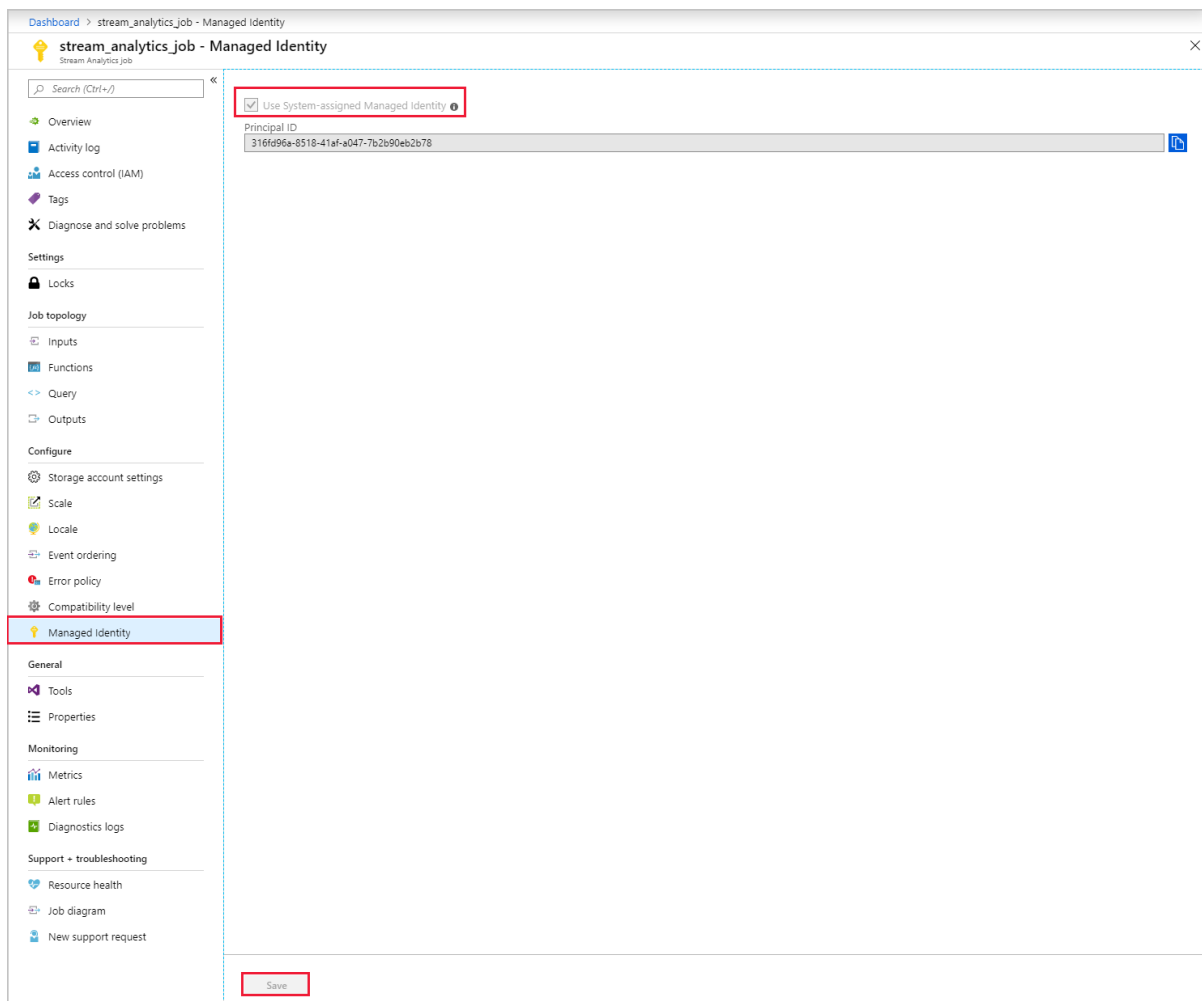 Dashboard > stream_analytics_job - Managed Identity
stream_analytics_job - Managed Identity
Stream Analytics job
Search (Ctrl+/)
Overview
Activity log
Access control (IAM)
Tags
Diagnose and solve problems
Settings
Locks
Job topology
Inputs
Functions
Query
Outputs
Configure
Storage account settings
Scale
Locale
Event ordering
Error policy
Compatibility level
Managed Identity
General
Tools
Properties
Monitoring
Metrics
Alert rules
Diagnostics logs
Support + troubleshooting
Resource health
Job diagram
New support request
Use System-assigned Managed Identity
Principal ID
316fd96a-8518-41af-a047-7b2b90eb2b78
Save